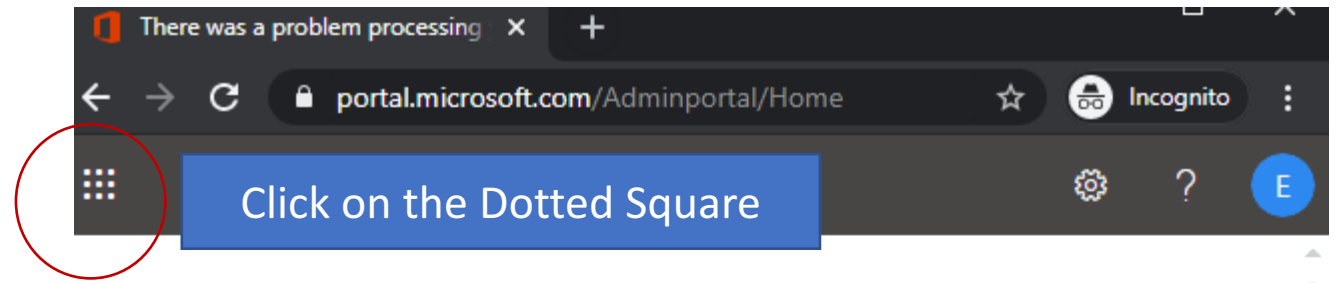 There was a problem processing
portal.microsoft.com/Adminportal/Home
Incognito
Click on the Dotted Square
?
E